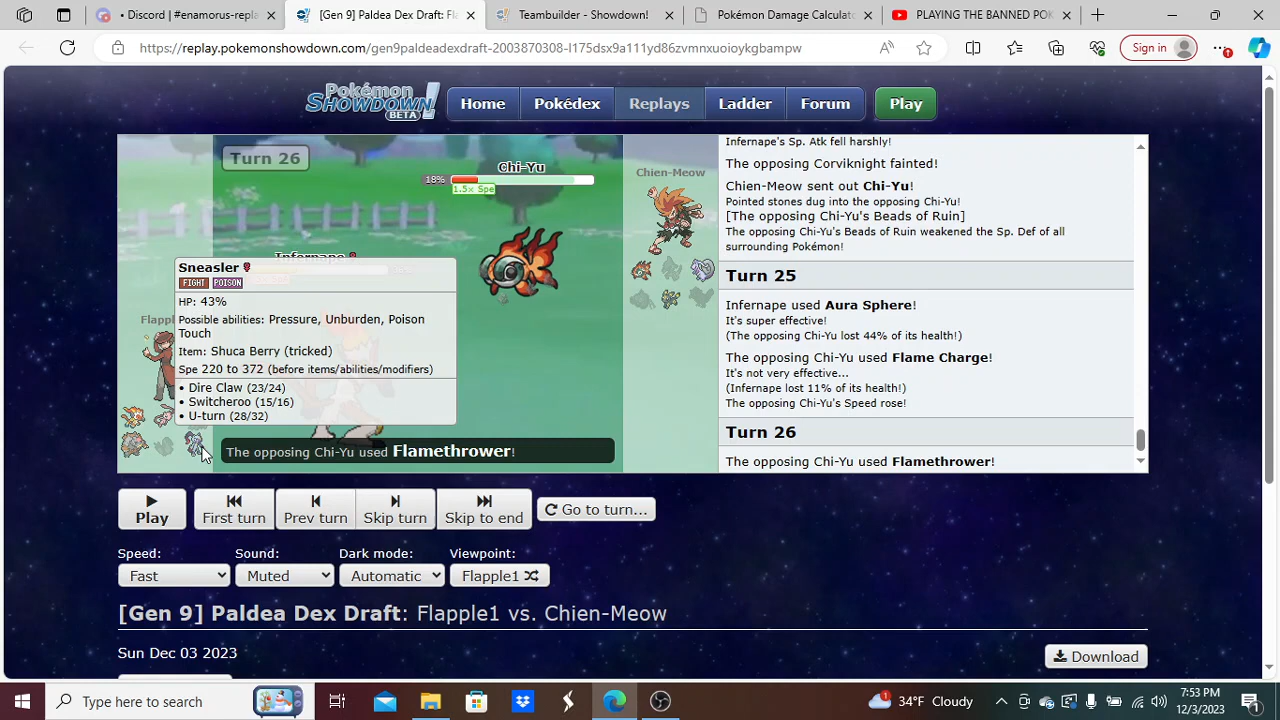 Discord | #enamorus-repla
[Gen 9] Paldea Dex Draft: Fl
Teambuilder - Showdown!
Pokémon Damage Calculato
PLAYING THE BANNED POK
https://replay.pokemonshowdown.com/gen9paldeadexdraft-2003870308-l175dsx9a111yd86zvmnxuoioykgbampw
Sign in
Pokémon
SHOWDOWN!
BETA
Home
Pokédex
Replays
Ladder
Forum
Play
Turn 26
Chi-Yu
18%
1.5x Spe
Chien-Meow
Sneasler
FIGHT POISON
HP: 43%
Possible abilities: Pressure, Unburden, Poison
Touch
Item: Shuca Berry (tricked)
Spe 220 to 372 (before items/abilities/modifiers)
• Dire Claw (23/24)
• Switcheroo (15/16)
• U-turn (28/32)
The opposing Chi-Yu used Flamethrower!
Infernape's Sp. Atk fell harshly!
The opposing Corviknight fainted!
Chien-Meow sent out Chi-Yu!
Pointed stones dug into the opposing Chi-Yu!
[The opposing Chi-Yu's Beads of Ruin]
The opposing Chi-Yu's Beads of Ruin weakened the Sp. Def of all
surrounding Pokémon!
Turn 25
Infernape used Aura Sphere!
It's super effective!
(The opposing Chi-Yu lost 44% of its health!)
The opposing Chi-Yu used Flame Charge!
It's not very effective...
(Infernape lost 11% of its health!)
The opposing Chi-Yu's Speed rose!
Turn 26
The opposing Chi-Yu used Flamethrower!
Play
First turn
Prev turn
Skip turn
Skip to end
Go to turn...
Speed:
Sound:
Dark mode:
Viewpoint:
Fast
Muted
Automatic
Flapple1
[Gen 9] Paldea Dex Draft: Flapple1 vs. Chien-Meow
Sun Dec 03 2023
Download
Type here to search
34°F Cloudy
7:53 PM
12/3/2023